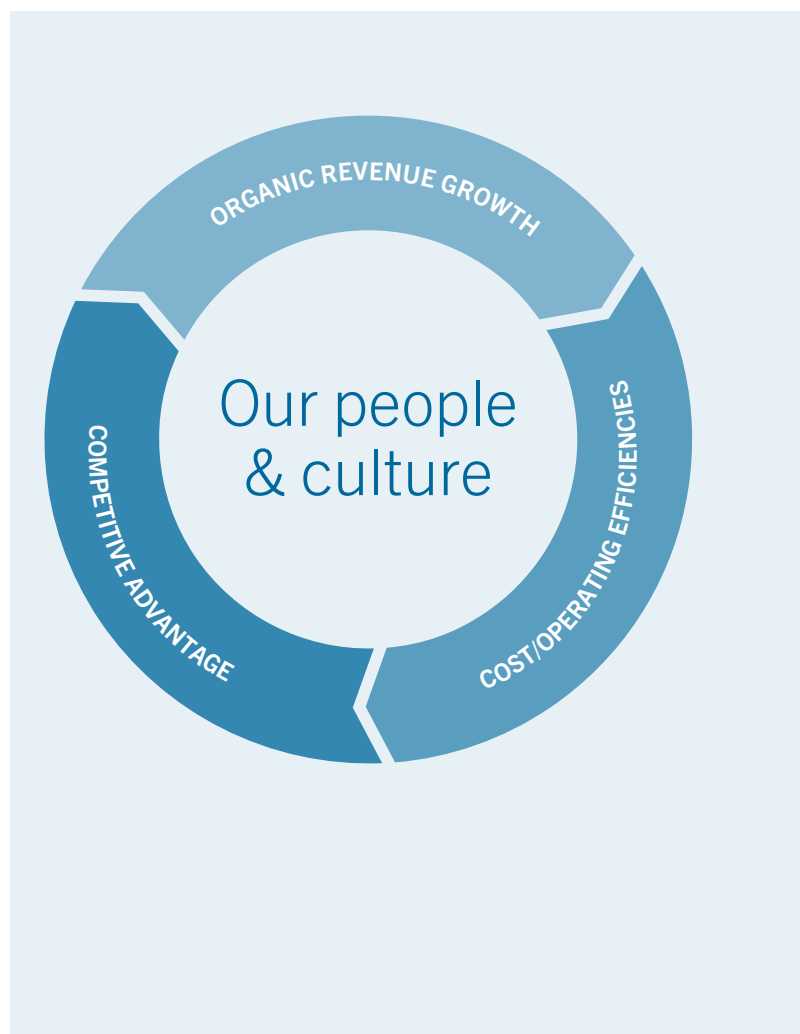 ORGANIC REVENUE GROWTH
Our people
& culture
COST/OPERATING EFFICIENCIES
COMPETITIVE ADVANTAGE